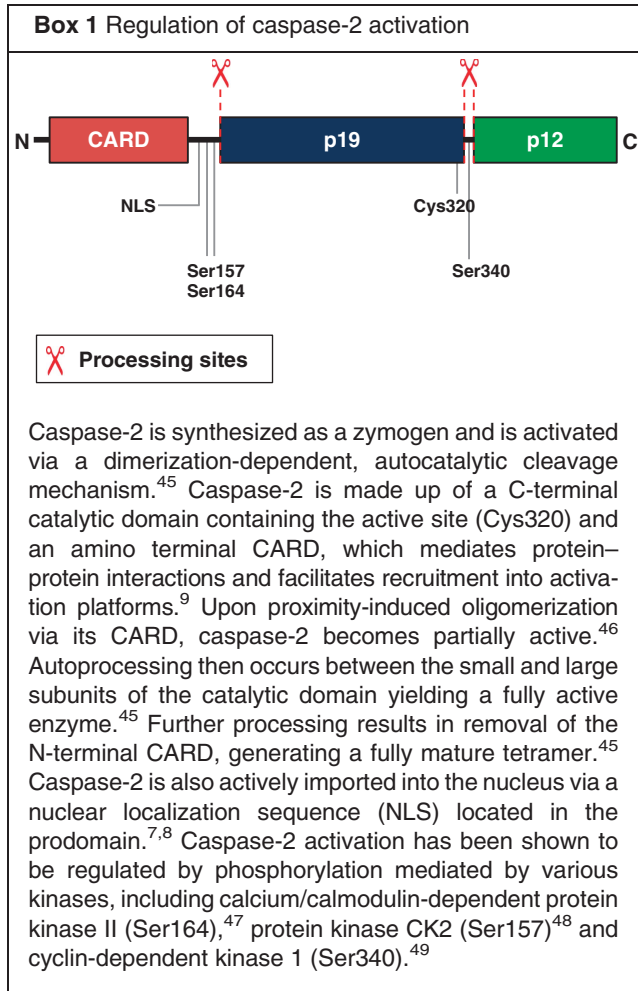 Box 1 Regulation of caspase-2 activation
N CARD p19 p12 C
NLS
Cys320
Ser157
Ser164
Ser340
Processing sites
Caspase-2 is synthesized as a zymogen and is activated
via a dimerization-dependent, autocatalytic cleavage
mechanism.45 Caspase-2 is made up of a C-terminal
catalytic domain containing the active site (Cys320) and
an amino terminal CARD, which mediates protein–
protein interactions and facilitates recruitment into activa-
tion platforms.9 Upon proximity-induced oligomerization
via its CARD, caspase-2 becomes partially active.46
Autoprocessing then occurs between the small and large
subunits of the catalytic domain yielding a fully active
enzyme.45 Further processing results in removal of the
N-terminal CARD, generating a fully mature tetramer.45
Caspase-2 is also actively imported into the nucleus via a
nuclear localization sequence (NLS) located in the
prodomain.7,8 Caspase-2 activation has been shown to
be regulated by phosphorylation mediated by various
kinases, including calcium/calmodulin-dependent protein
kinase II (Ser164),47 protein kinase CK2 (Ser157)48 and
cyclin-dependent kinase 1 (Ser340).49